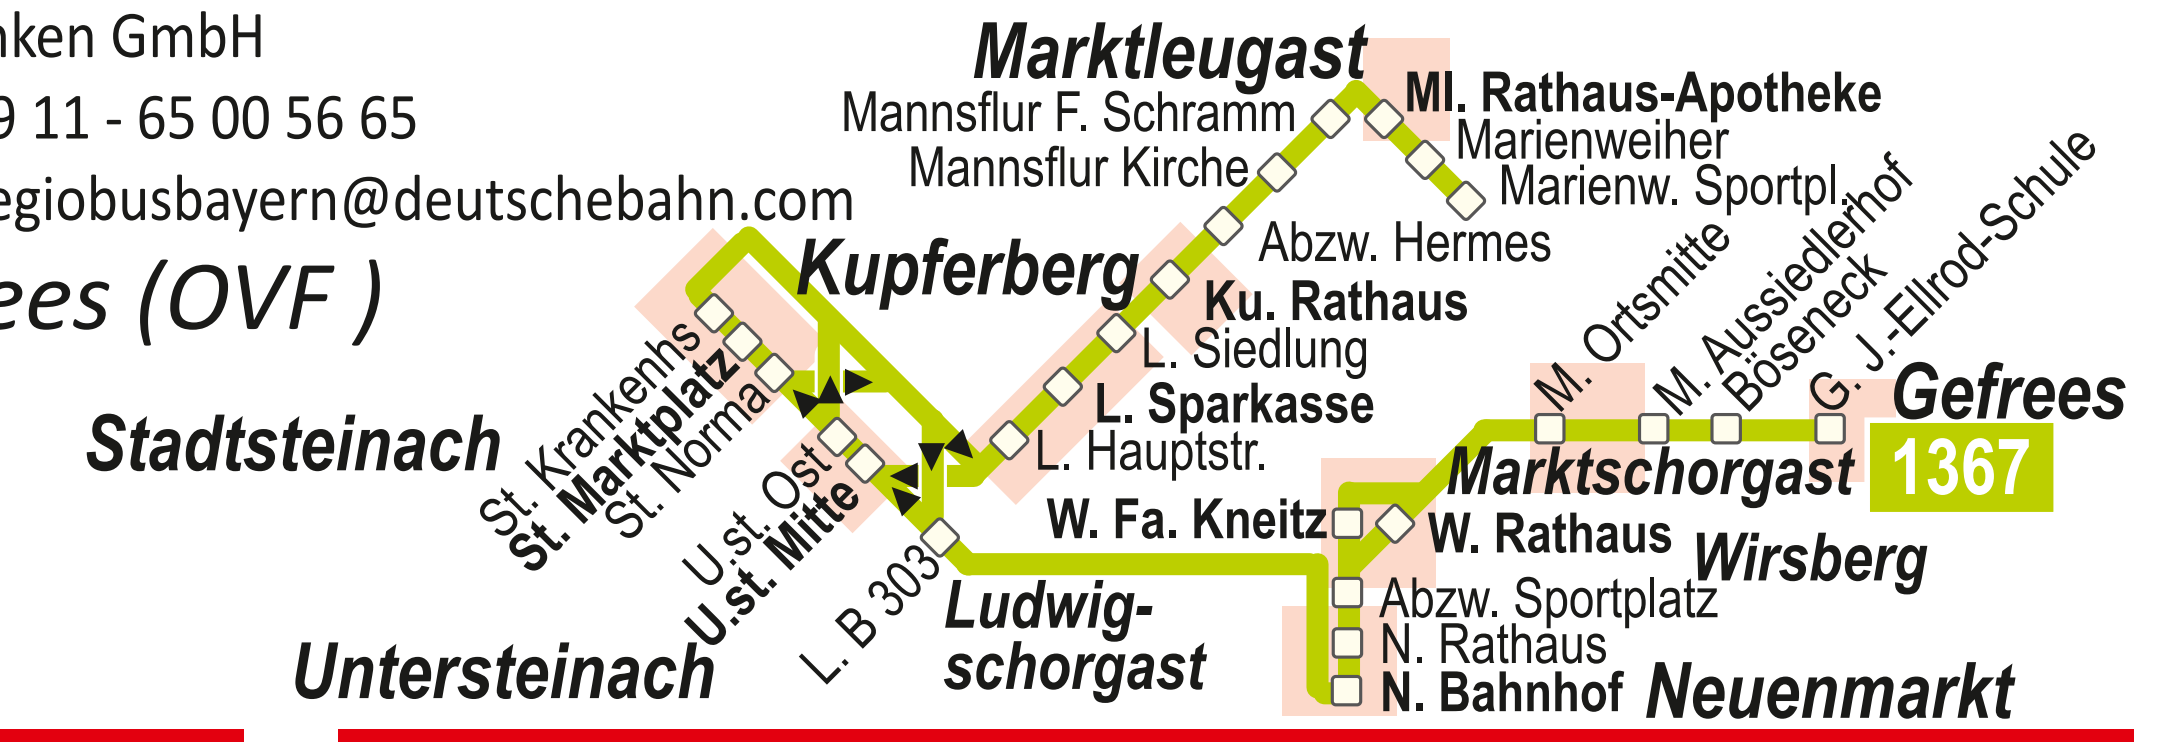 nken GmbH
9 11 - 65 00 56 65
egiobusbayern@deutschebahn.com
ees (OVF )
Marktleugast
Ml. Rathaus-Apotheke
Mannsflur F. Schramm
Marienweiher
Mannsflur Kirche
Marienw. Sportpl.
Abzw. Hermes
Kupferberg
Ku. Rathaus
L. Siedlung
L. Sparkasse
L. Hauptstr.
Stadtsteinach
St. Krankenhs
St. Marktplatz
St. Norma
U.st. Ost
U.st. Mitte
L. B 303
Untersteinach
Ludwig-
schorgast
M. Ortsmitte
M. Aussiedlerhof
Böseneck
G. J.-Ellrod-Schule
Gefrees
1367
Marktschorgast
W. Fa. Kneitz
W. Rathaus
Wirsberg
Abzw. Sportplatz
N. Rathaus
N. Bahnhof
Neuenmarkt